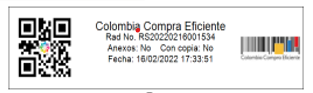 Colombia Compra Eficiente
Rad No. RS20220216001534
Anexos: No Con copia: No
Fecha: 16/02/2022 17:33:51
Colombia Compra Eficiente